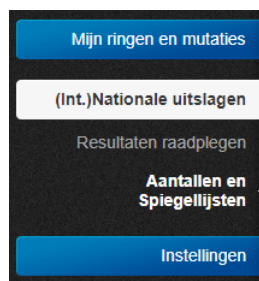 Mijn ringen en mutaties
(Int.)Nationale uitslagen
Resultaten raadplegen
Aantallen en
Spiegellijsten
Instellingen